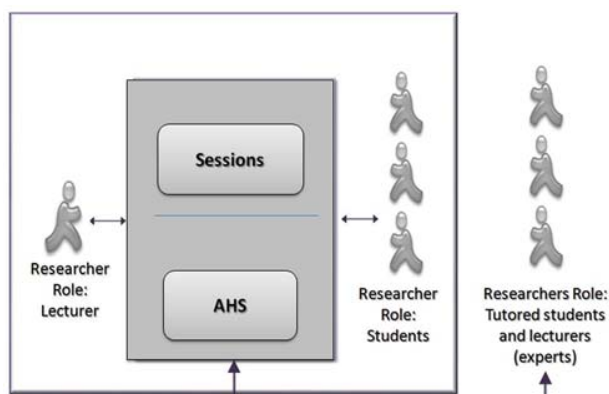 Sessions
AHS
Researcher
Role:
Lecturer
Researcher
Role:
Students
Researchers Role:
Tutored students
and lecturers
(experts)